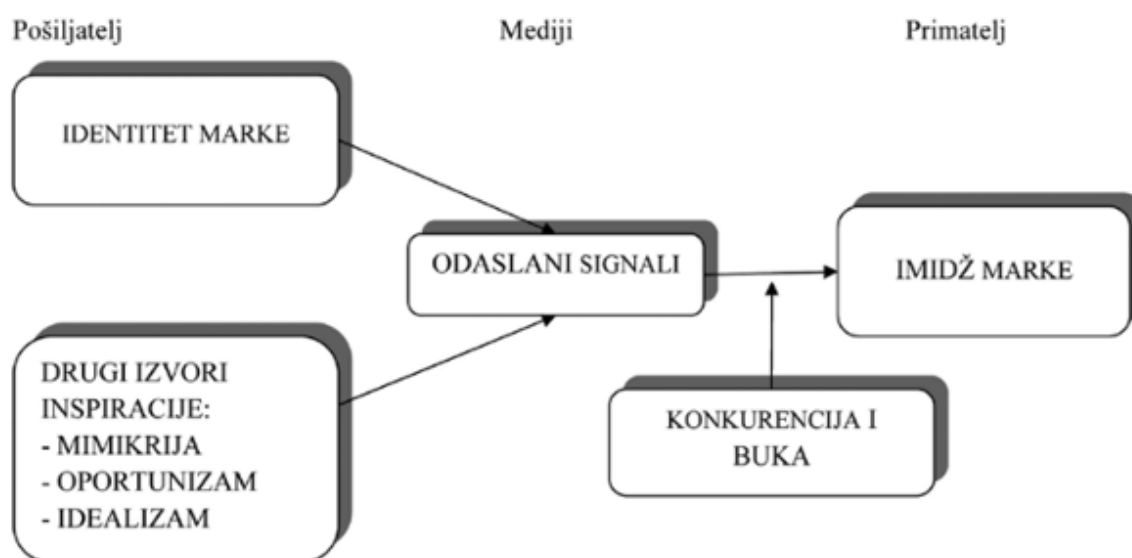 Pošiljatelj
Mediji
Primatelj
IDENTITET MARKE
ODASLANI SIGNALI
IMIDŽ MARKE
DRUGI IZVORI
INSPIRACIJE:
- MIMIKRIJA
- OPORTUNIZAM
- IDEALIZAM
KONKURENCIJA I
BUKA